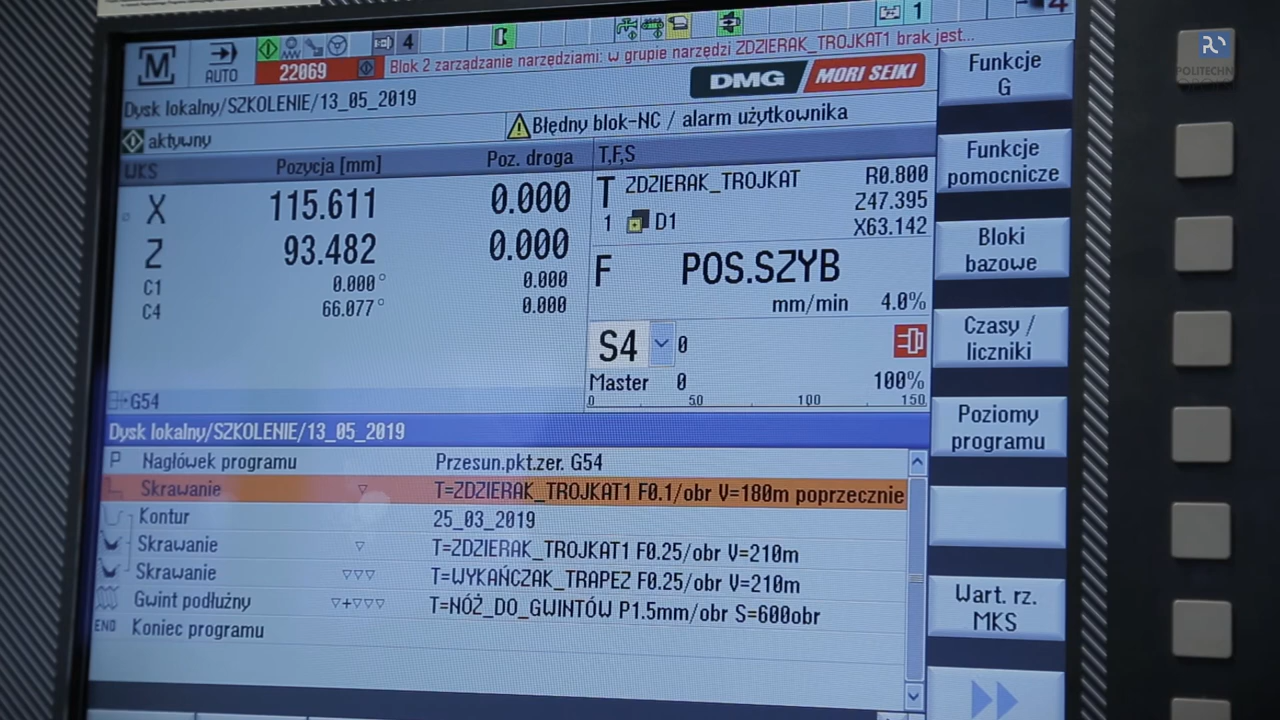 M
AUTO
4
1
22069
Blok 2 zarządzanie narzędziami: w grupie narzędzi ZDZIERAK_TROJKAT1 brak jest...
Dysk lokalny/SZKOLENIE/13_05_2019
DMG MORI SEIKI
aktywny
Błędny blok-NC / alarm użytkownika
WKS Pozycja [mm] Poz. droga
X 115.611 0.000
Z 93.482 0.000
C1 0.000° 0.000
C4 66.077° 0.000
G54
T,F,S
T ZDZIERAK_TROJKAT R0.800
Z47.395
1 D1 X63.142
F POS.SZYB
mm/min 4.0%
S4 0
Master 0 100%
0 50 100 150
Dysk lokalny/SZKOLENIE/13_05_2019
P Nagłówek programu Przesun.pkt.zer. G54
Skrawanie ▽ T=ZDZIERAK_TROJKAT1 F0.1/obr V=180m poprzecznie
Kontur 25_03_2019
Skrawanie ▽ T=ZDZIERAK_TROJKAT1 F0.25/obr V=210m
Skrawanie ▽▽▽ T=WYKAŃCZAK_TRAPEZ F0.25/obr V=210m
Gwint podłużny ▽+▽▽▽ T=NÓŻ_DO_GWINTÓW P1.5mm/obr S=600obr
END Koniec programu
Funkcje
G
Funkcje
pomocnicze
Bloki
bazowe
Czasy /
liczniki
Poziomy
programu
Wart. rz.
MKS
POLITECHN